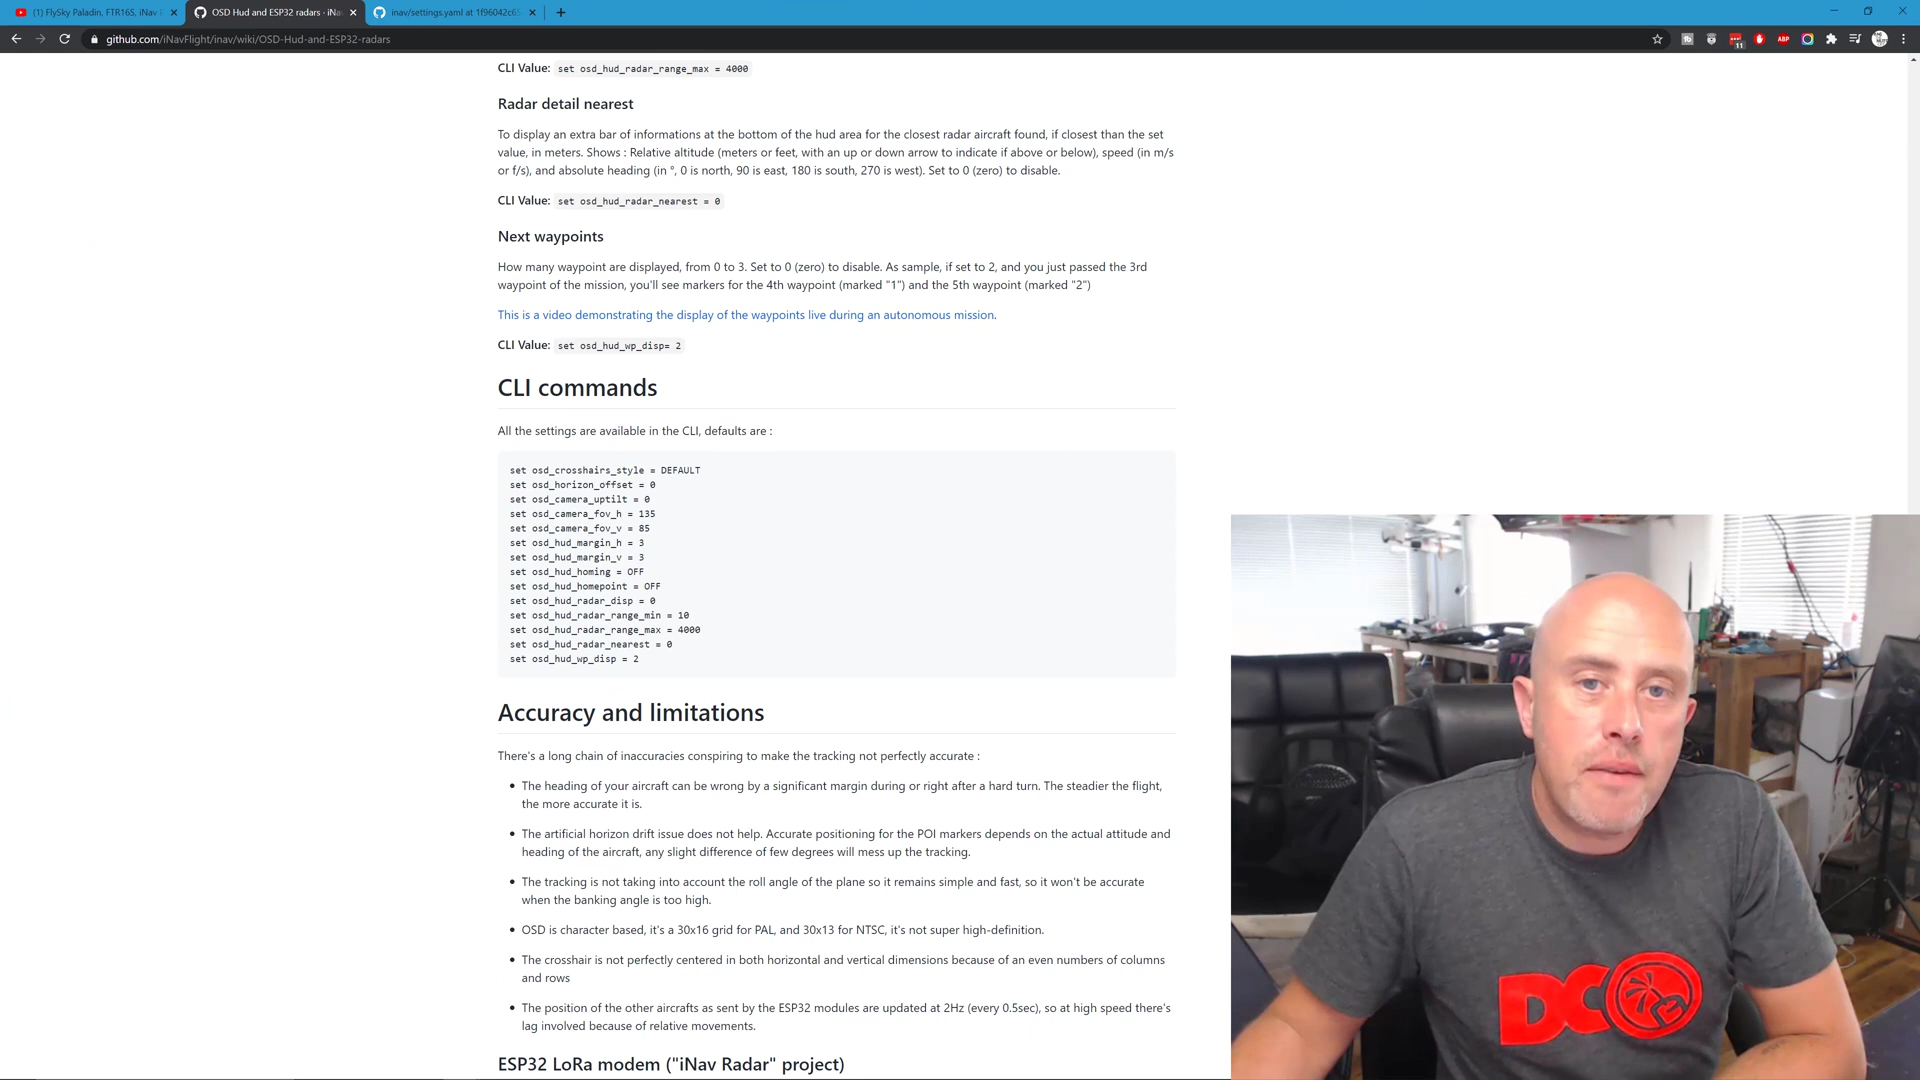 (1) FlySky Paladin, FTR16S, iNav
OSD Hud and ESP32 radars · iNa
inav/settings.yaml at 1f96042c6
github.com/iNavFlight/inav/wiki/OSD-Hud-and-ESP32-radars
11
ABP
CLI Value: set osd_hud_radar_range_max = 4000
Radar detail nearest
To display an extra bar of informations at the bottom of the hud area for the closest radar aircraft found, if closest than the set
value, in meters. Shows : Relative altitude (meters or feet, with an up or down arrow to indicate if above or below), speed (in m/s
or f/s), and absolute heading (in °, 0 is north, 90 is east, 180 is south, 270 is west). Set to 0 (zero) to disable.
CLI Value: set osd_hud_radar_nearest = 0
Next waypoints
How many waypoint are displayed, from 0 to 3. Set to 0 (zero) to disable. As sample, if set to 2, and you just passed the 3rd
waypoint of the mission, you'll see markers for the 4th waypoint (marked "1") and the 5th waypoint (marked "2")
This is a video demonstrating the display of the waypoints live during an autonomous mission.
CLI Value: set osd_hud_wp_disp= 2
CLI commands
All the settings are available in the CLI, defaults are :
set osd_crosshairs_style = DEFAULT
set osd_horizon_offset = 0
set osd_camera_uptilt = 0
set osd_camera_fov_h = 135
set osd_camera_fov_v = 85
set osd_hud_margin_h = 3
set osd_hud_margin_v = 3
set osd_hud_homing = OFF
set osd_hud_homepoint = OFF
set osd_hud_radar_disp = 0
set osd_hud_radar_range_min = 10
set osd_hud_radar_range_max = 4000
set osd_hud_radar_nearest = 0
set osd_hud_wp_disp = 2
Accuracy and limitations
There's a long chain of inaccuracies conspiring to make the tracking not perfectly accurate :
• The heading of your aircraft can be wrong by a significant margin during or right after a hard turn. The steadier the flight,
the more accurate it is.
• The artificial horizon drift issue does not help. Accurate positioning for the POI markers depends on the actual attitude and
heading of the aircraft, any slight difference of few degrees will mess up the tracking.
• The tracking is not taking into account the roll angle of the plane so it remains simple and fast, so it won't be accurate
when the banking angle is too high.
• OSD is character based, it's a 30x16 grid for PAL, and 30x13 for NTSC, it's not super high-definition.
• The crosshair is not perfectly centered in both horizontal and vertical dimensions because of an even numbers of columns
and rows
• The position of the other aircrafts as sent by the ESP32 modules are updated at 2Hz (every 0.5sec), so at high speed there's
lag involved because of relative movements.
ESP32 LoRa modem ("iNav Radar" project)
DC